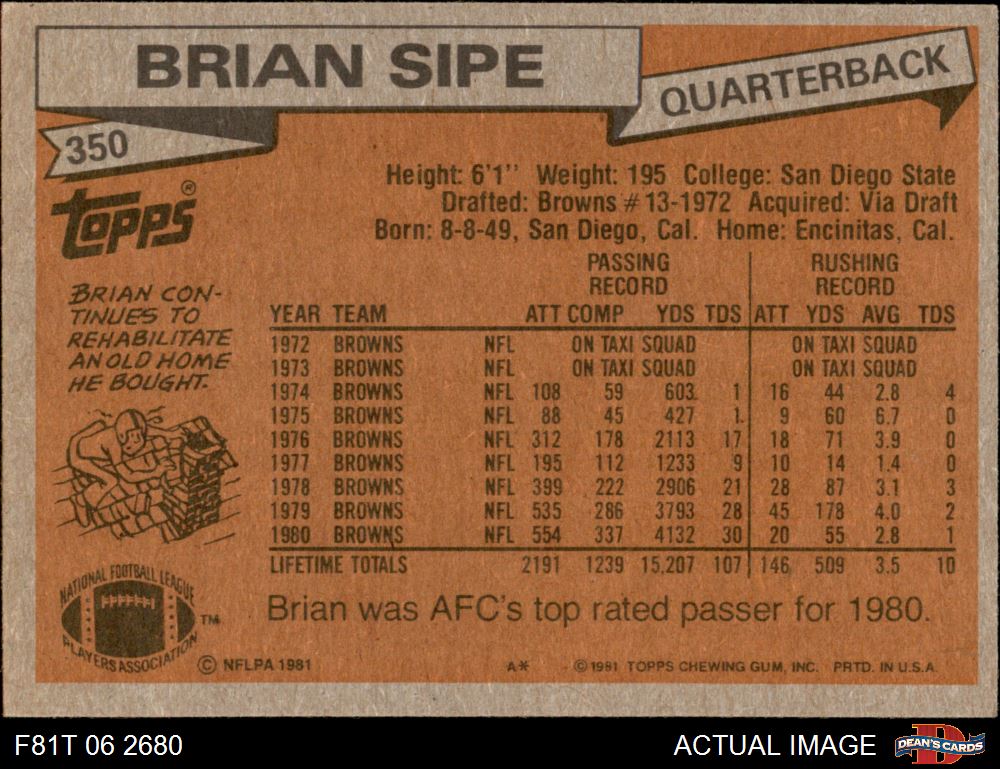 BRIAN SIPE
QUARTERBACK
350
topps®
Height: 6'1'' Weight: 195 College: San Diego State
Drafted: Browns #13-1972 Acquired: Via Draft
Born: 8-8-49, San Diego, Cal. Home: Encinitas, Cal.
BRIAN CON-
TINUES TO
REHABILITATE
AN OLD HOME
HE BOUGHT.
PASSING RECORD RUSHING RECORD
YEAR TEAM ATT COMP YDS TDS ATT YDS AVG TDS
1972 BROWNS NFL ON TAXI SQUAD ON TAXI SQUAD
1973 BROWNS NFL ON TAXI SQUAD ON TAXI SQUAD
1974 BROWNS NFL 108 59 603 1 16 44 2.8 4
1975 BROWNS NFL 88 45 427 1 9 60 6.7 0
1976 BROWNS NFL 312 178 2113 17 18 71 3.9 0
1977 BROWNS NFL 195 112 1233 9 10 14 1.4 0
1978 BROWNS NFL 399 222 2906 21 28 87 3.1 3
1979 BROWNS NFL 535 286 3793 28 45 178 4.0 2
1980 BROWNS NFL 554 337 4132 30 20 55 2.8 1
LIFETIME TOTALS 2191 1239 15,207 107 146 509 3.5 10
Brian was AFC's top rated passer for 1980.
NATIONAL FOOTBALL LEAGUE
PLAYERS ASSOCIATION
TM
© NFLPA 1981 A* © 1981 TOPPS CHEWING GUM, INC. PRTD. IN U.S.A.
F81T 06 2680 ACTUAL IMAGE
D
DEAN'S CARDS